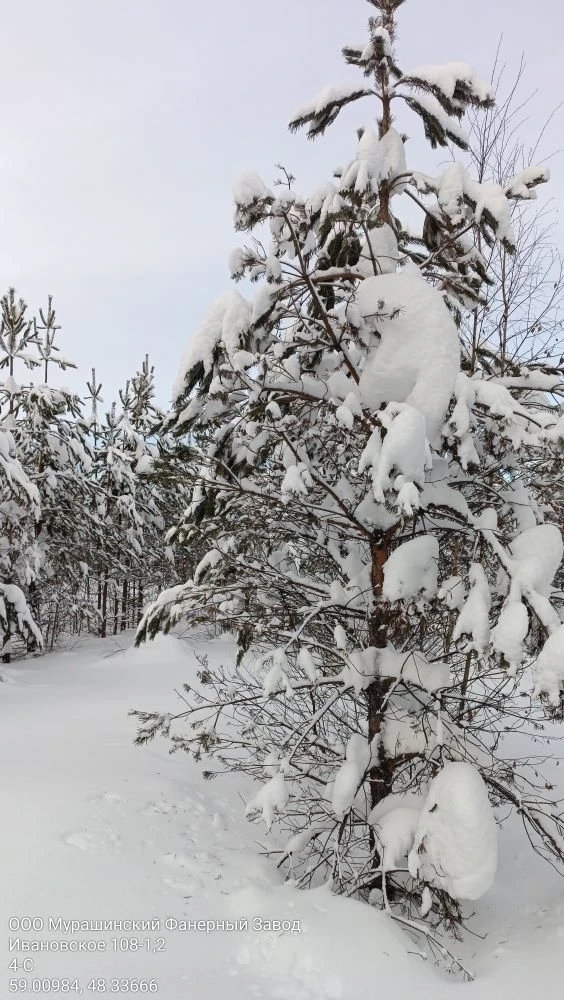 ООО Мурашинский Фанерный Завод
Ивановское 108-1;2
4-С
59.00984, 48.33666